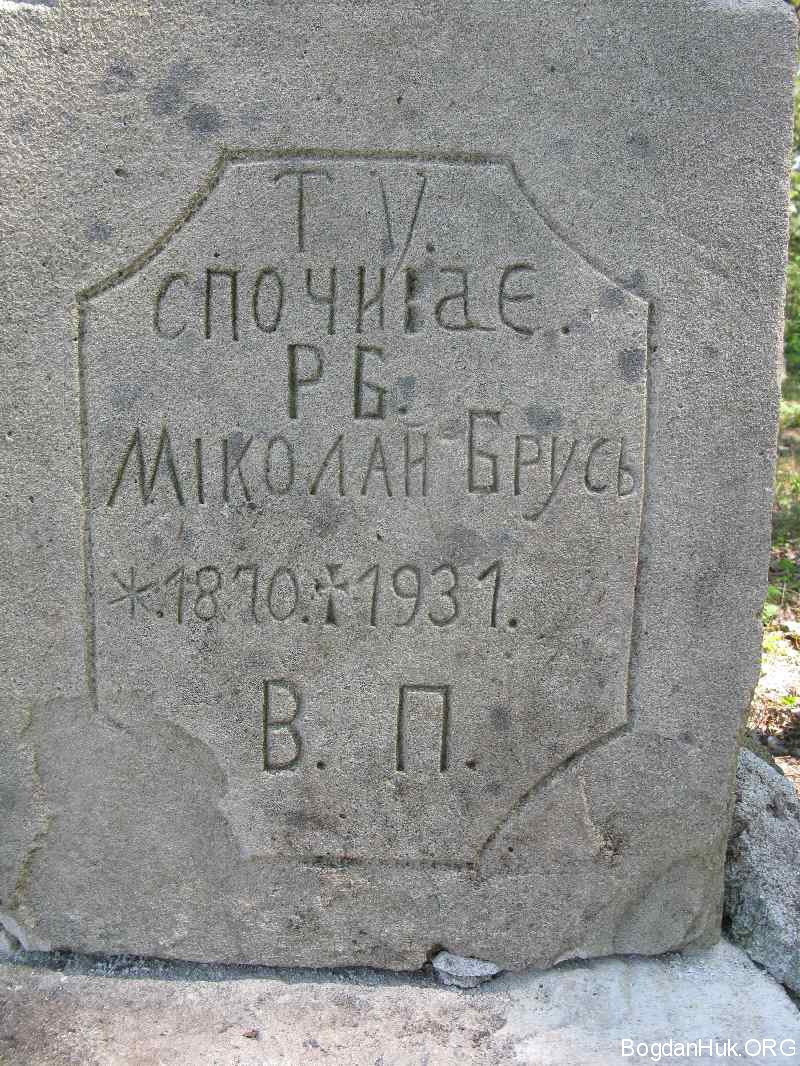 ТУ.
СПОЧИВАЄ.
РБ.
МІКОЛАЙ БРУСЬ
*.1870.✝1931.
В. П.
BogdanHuk.ORG